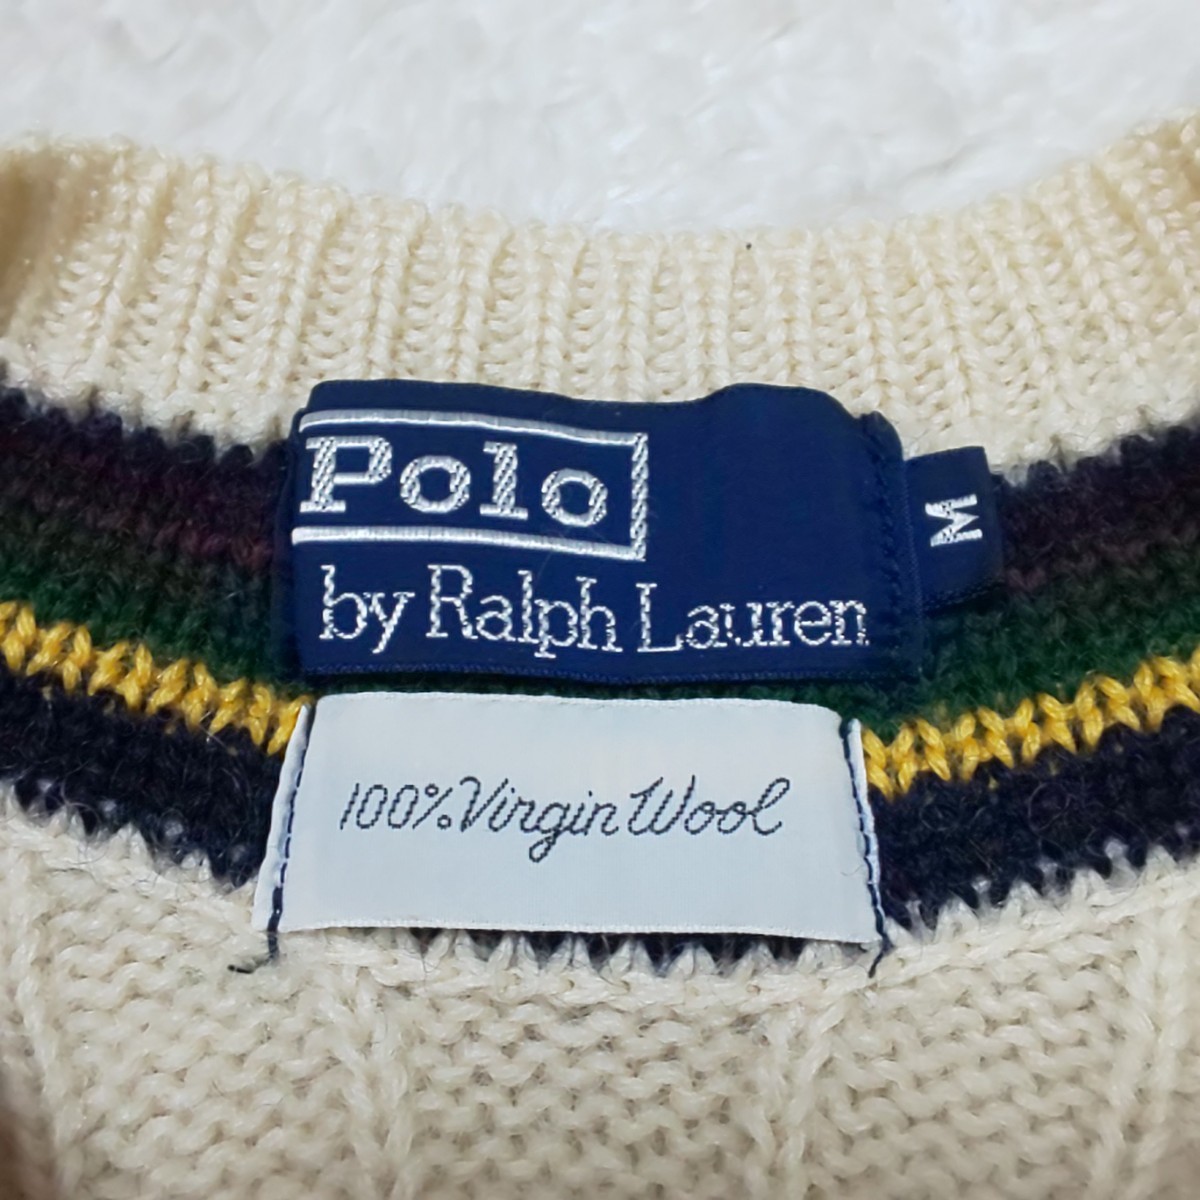 Polo
by Ralph Lauren
M
100% Virgin Wool